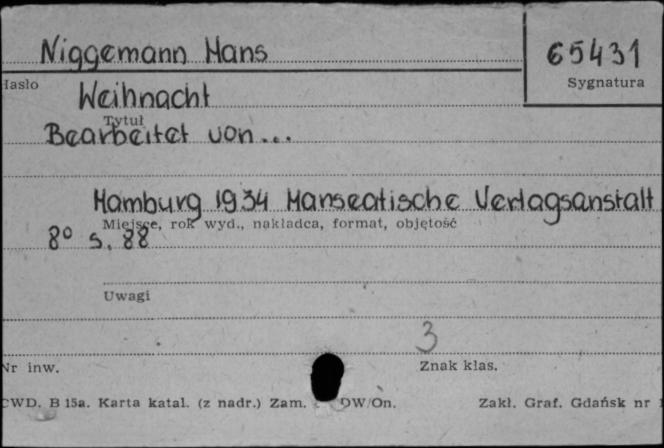 Niggemann Hans
65431
Hasło
Sygnatura
Weihnacht
Tytuł
Bearbeitet von...
Hamburg 1934 Hanseatische Verlagsanstalt
Miejsce, rok wyd., nakładca, format, objętość
8° s. 88
Uwagi
3
Nr inw.
Znak klas.
CWD. B 15a. Karta katal. (z nadr.) Zam. DW/On. Zakł. Graf. Gdańsk nr